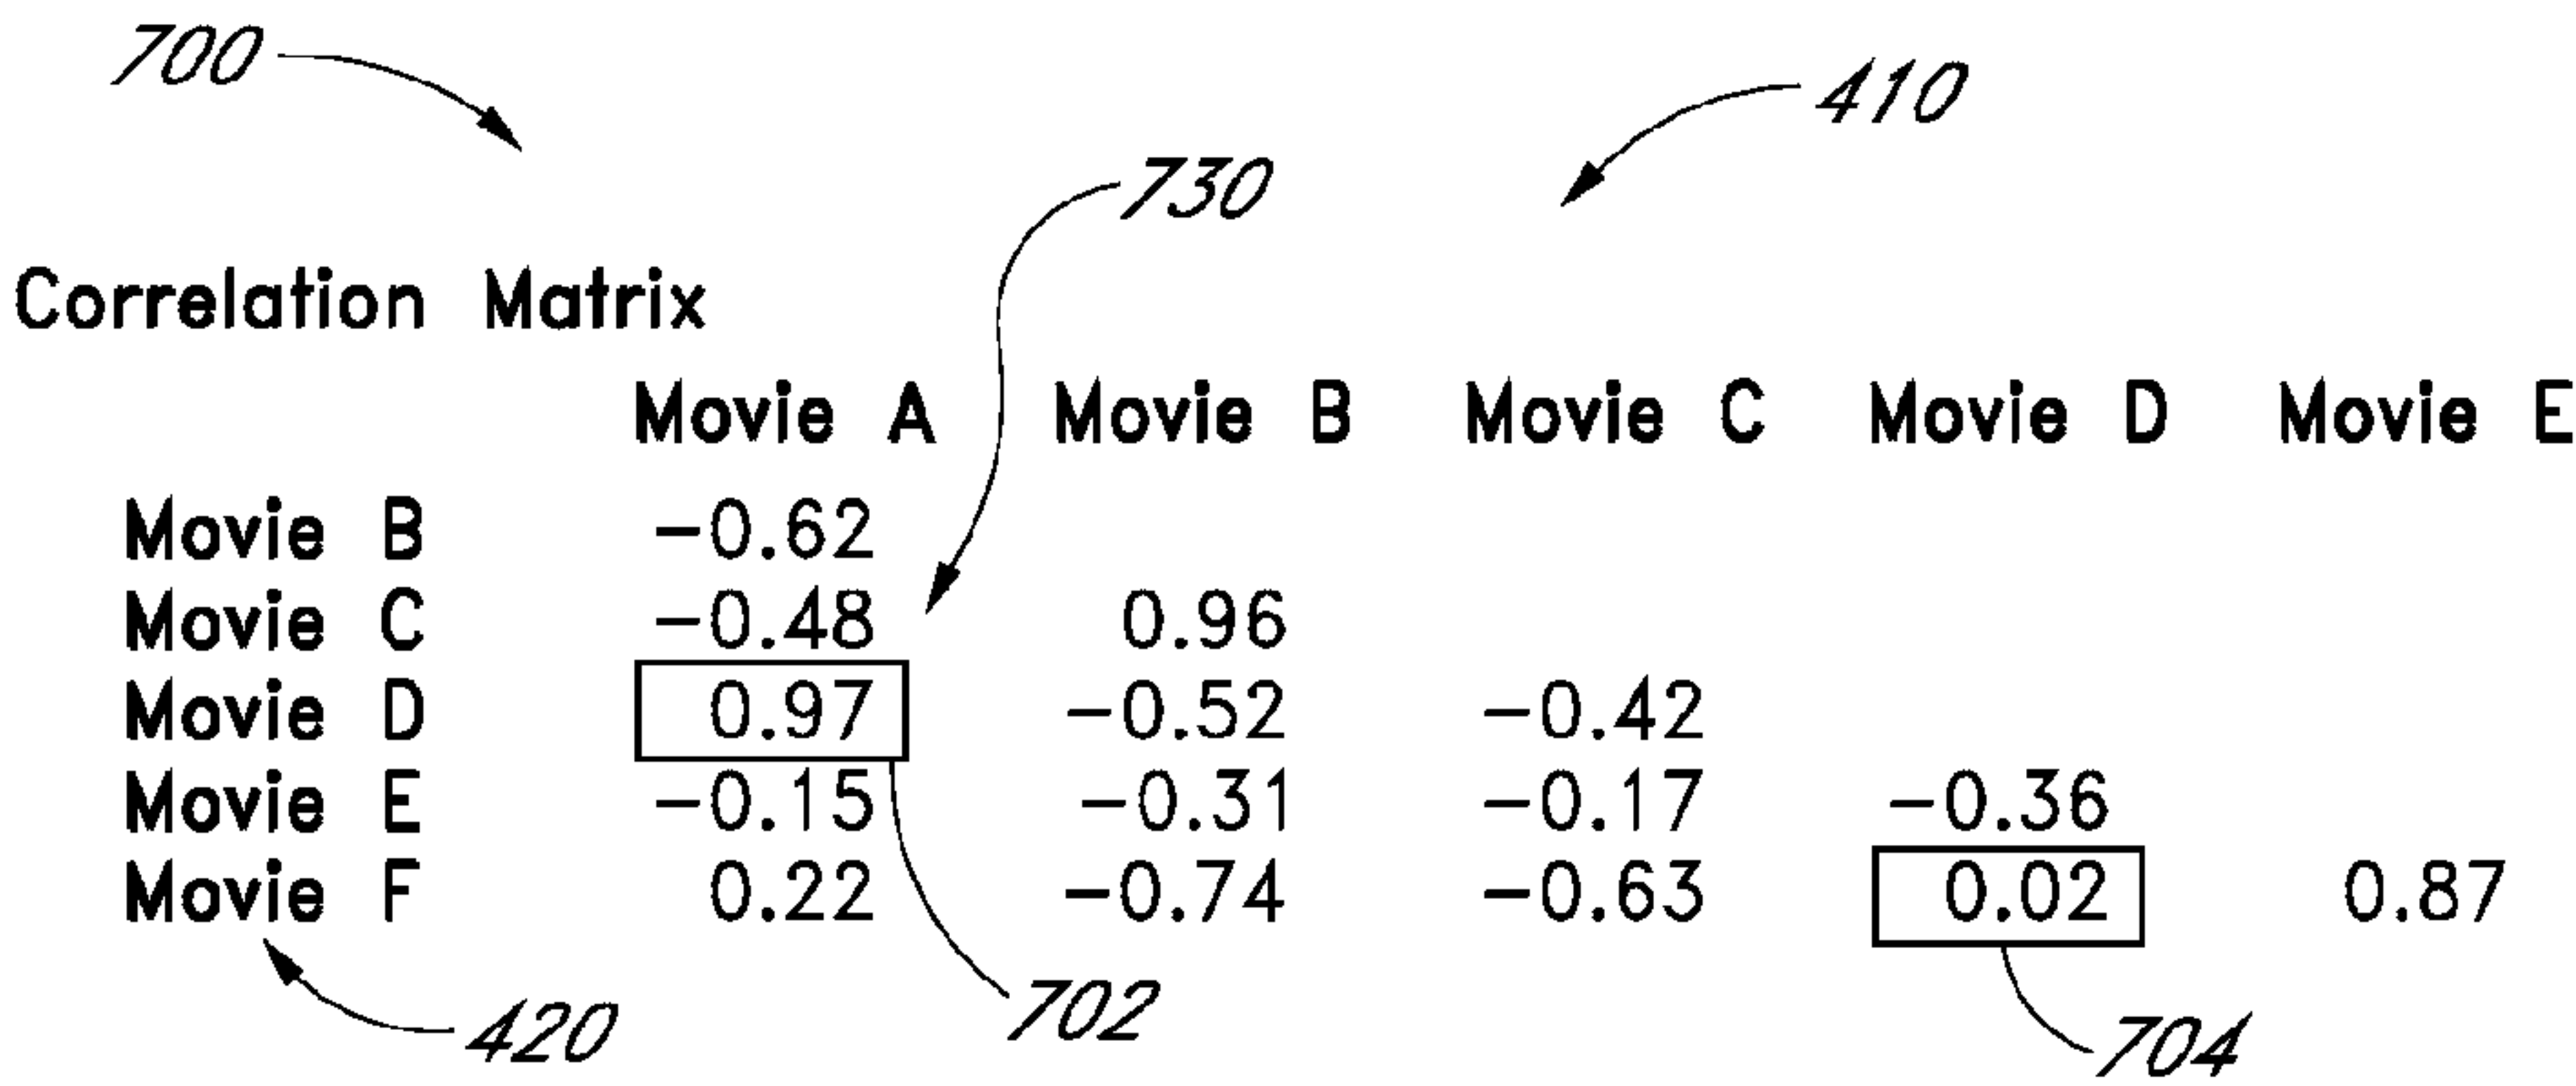 700
410
730
Correlation Matrix
Movie A Movie B Movie C Movie D Movie E
Movie B -0.62
Movie C -0.48 0.96
Movie D 0.97 -0.52 -0.42
Movie E -0.15 -0.31 -0.17 -0.36
Movie F 0.22 -0.74 -0.63 0.02 0.87
420
702
704